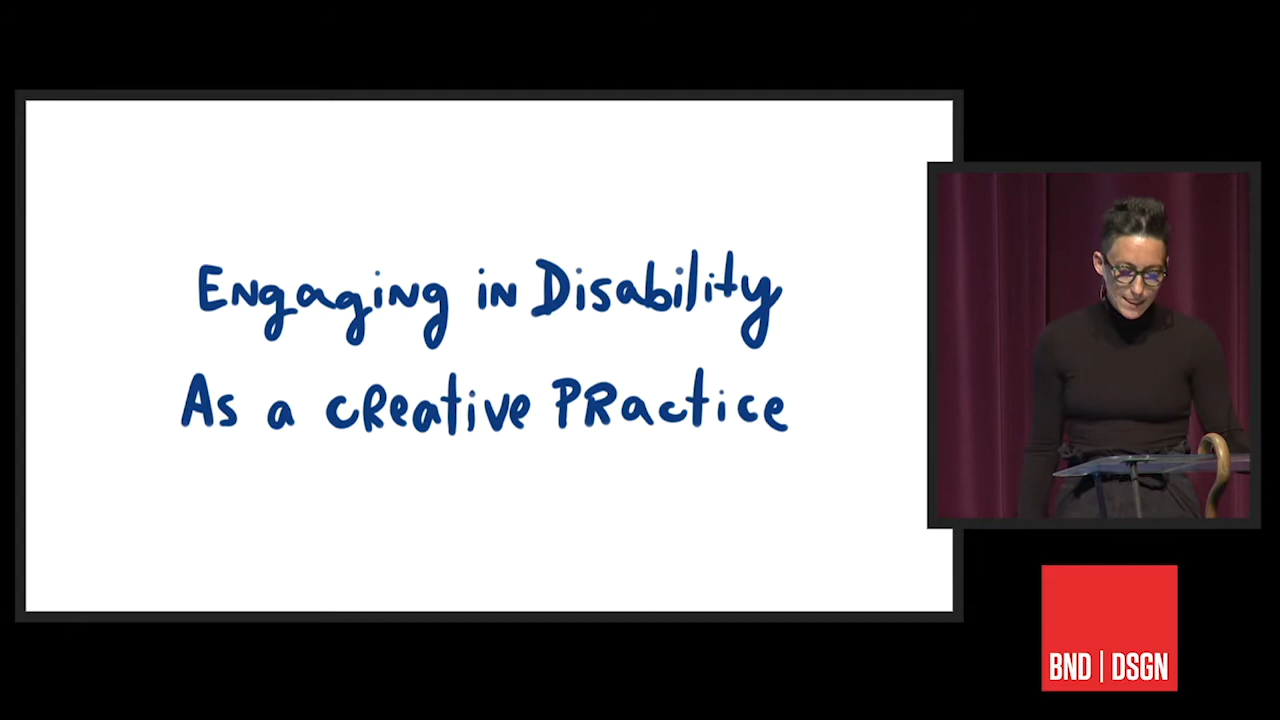 Engaging in Disability
As a creative Practice
BND | DSGN